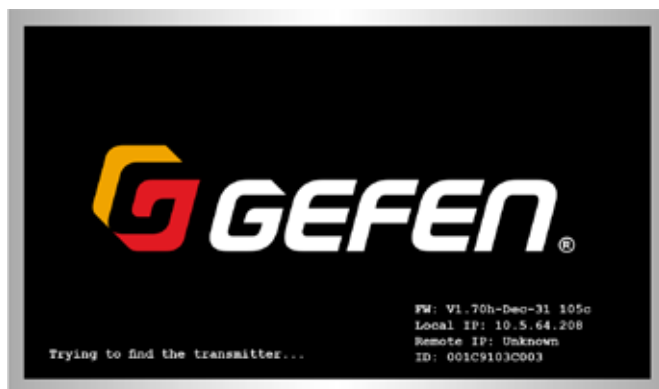 GEFEN®
FW: V1.70h-Dec-31 105c
Local IP: 10.5.64.208
Remote IP: Unknown
ID: 001C9103C003
Trying to find the transmitter...